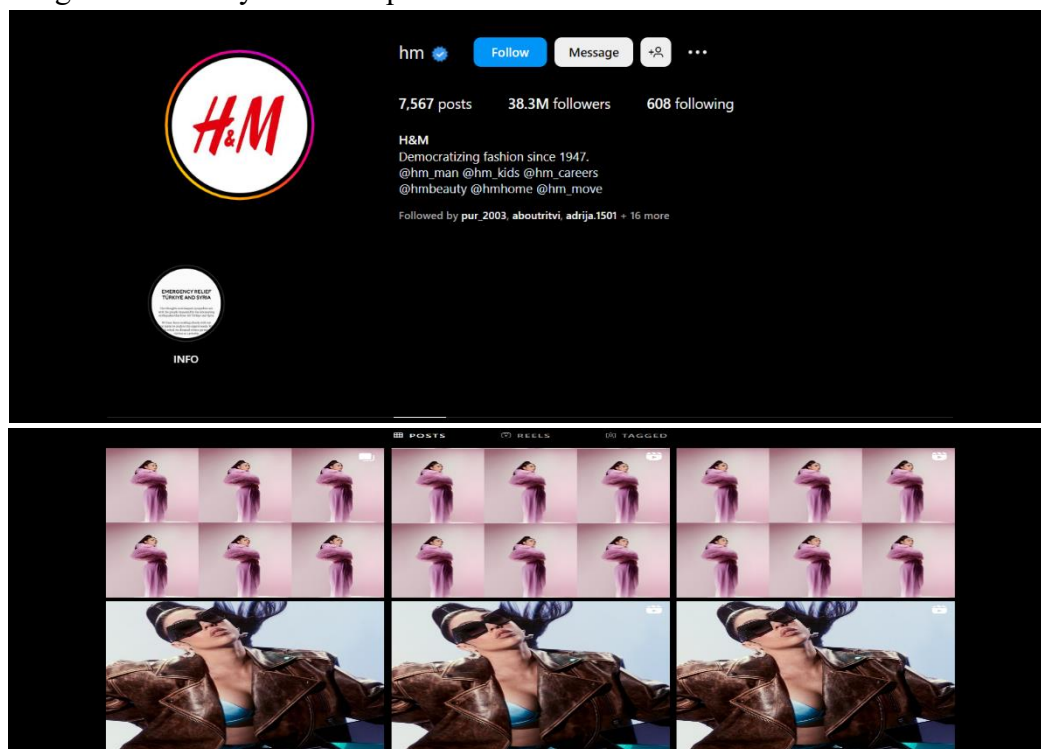 hm Follow Message
7,567 posts 38.3M followers 608 following
H&M
H&M
Democratizing fashion since 1947.
@hm_man @hm_kids @hm_careers
@hmbeauty @hmhome @hm_move
Followed by pur_2003, aboutritvi, adrija.1501 + 16 more
EMERGENCY RELIEF
TÜRKIYE AND SYRIA
INFO
POSTS REELS TAGGED